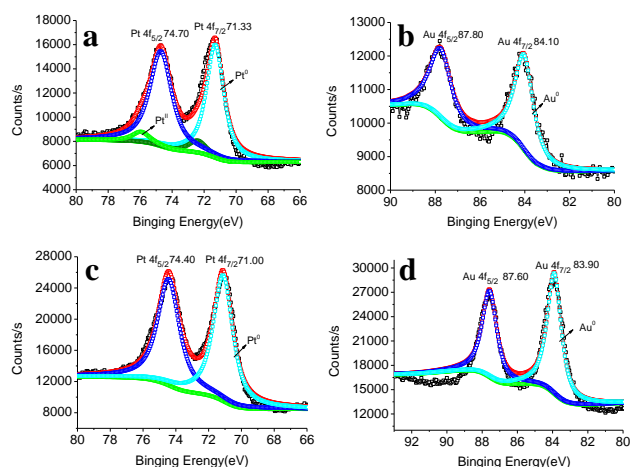 a
Pt 4f5/2 74.70 Pt 4f7/2 71.33
Pt0
PtII
PtII
Counts/s
16000
14000
12000
10000
8000
6000
4000
80 78 76 74 72 70 68 66
Binging Energy(eV)
b
Au 4f5/2 87.80 Au 4f7/2 84.10
Au0
Counts/s
13000
12000
11000
10000
9000
8000
90 88 86 84 82 80
Binging Energy(eV)
c
Pt 4f5/2 74.40 Pt 4f7/2 71.00
Pt0
Counts/s
28000
24000
20000
16000
12000
8000
80 78 76 74 72 70 68 66
Binging Erengy(eV)
d
Au 4f5/2 87.60 Au 4f7/2 83.90
Au0
Counts/s
30000
27000
24000
21000
18000
15000
12000
92 90 88 86 84 82 80
Binging Energy(eV)